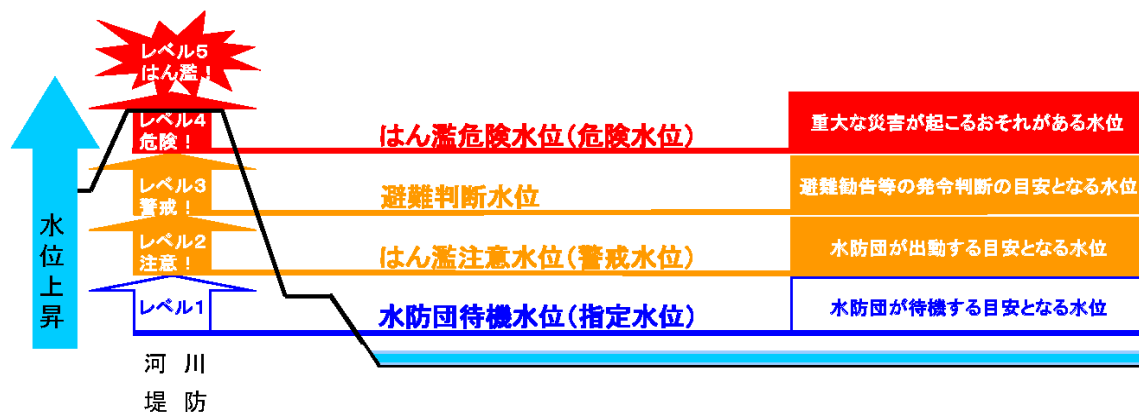 レベル5
はん濫！
レベル4
危険！
はん濫危険水位（危険水位）
重大な災害が起こるおそれがある水位
レベル3
警戒！
避難判断水位
避難勧告等の発令判断の目安となる水位
レベル2
注意！
はん濫注意水位（警戒水位）
水防団が出動する目安となる水位
レベル1
水防団待機水位（指定水位）
水防団が待機する目安となる水位
水位上昇
河川
堤防